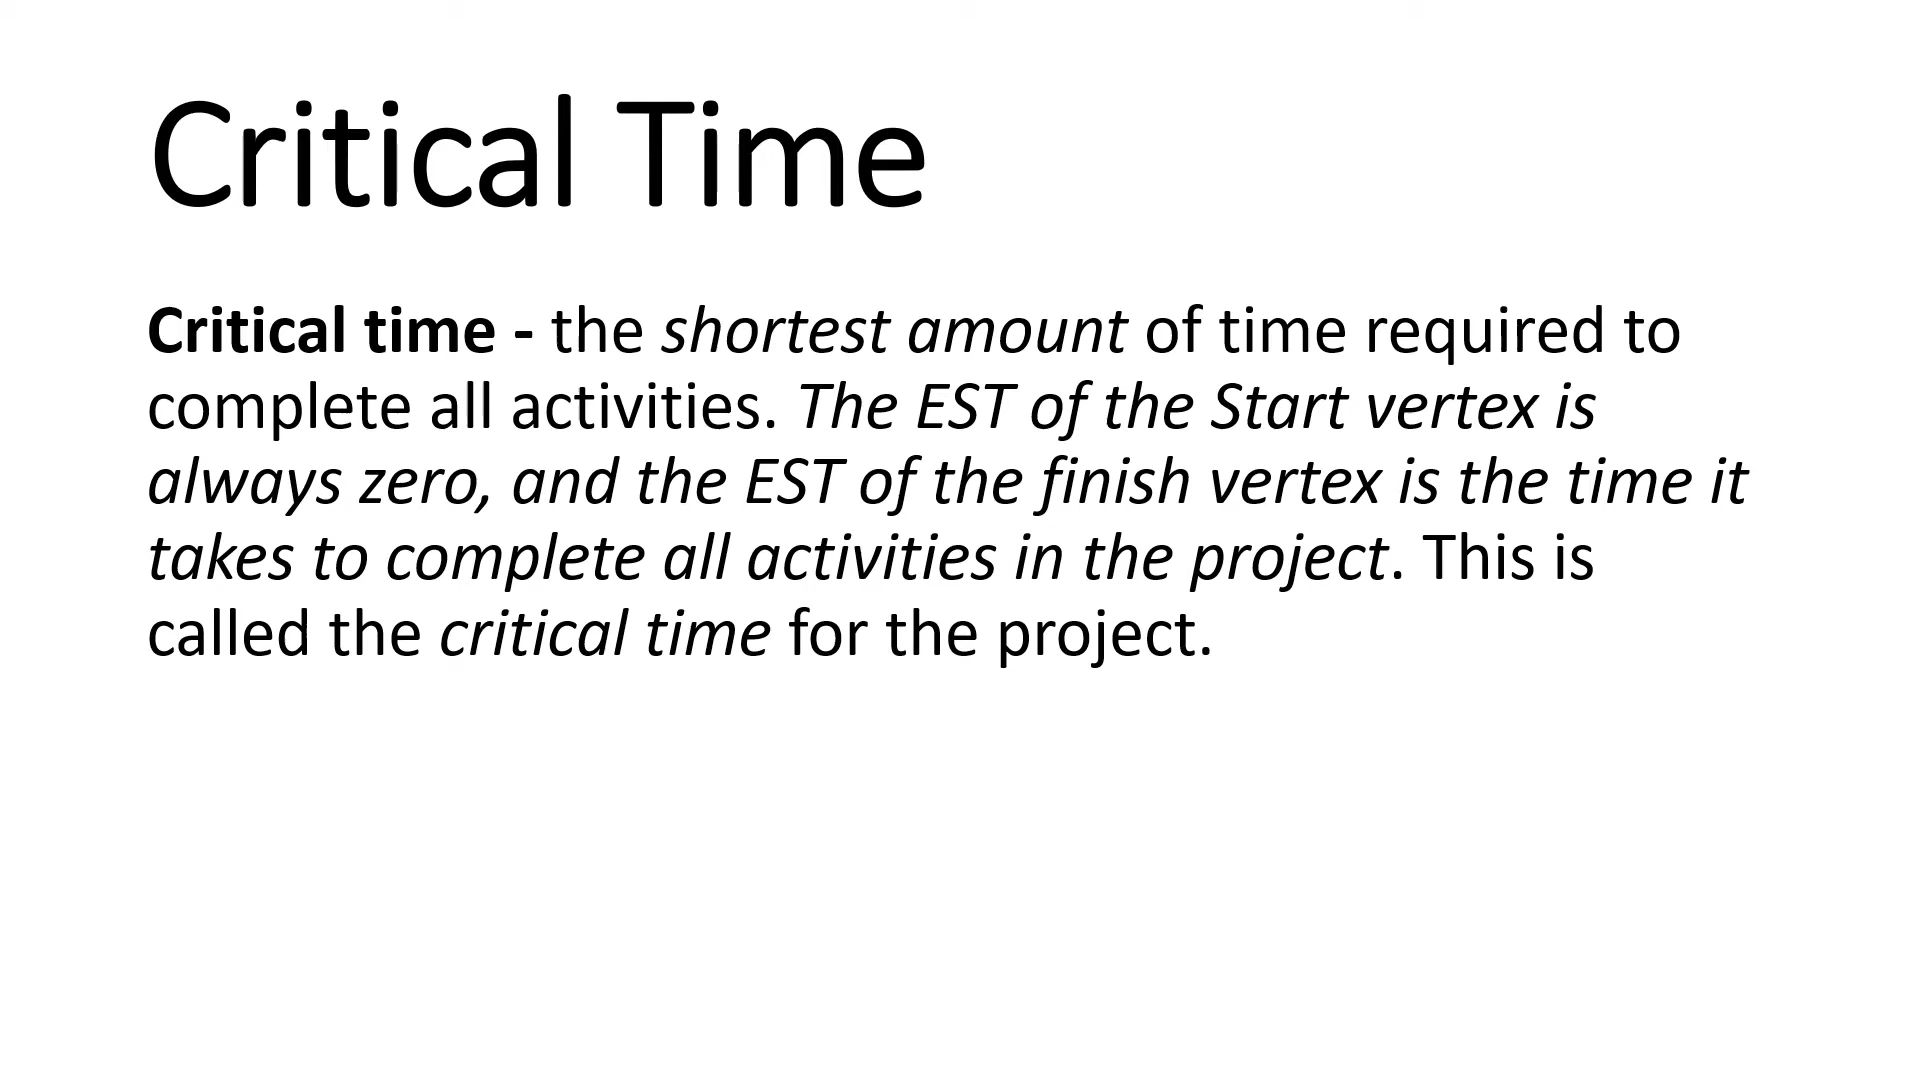 Critical Time
Critical time - the shortest amount of time required to
complete all activities. The EST of the Start vertex is
always zero, and the EST of the finish vertex is the time it
takes to complete all activities in the project. This is
called the critical time for the project.